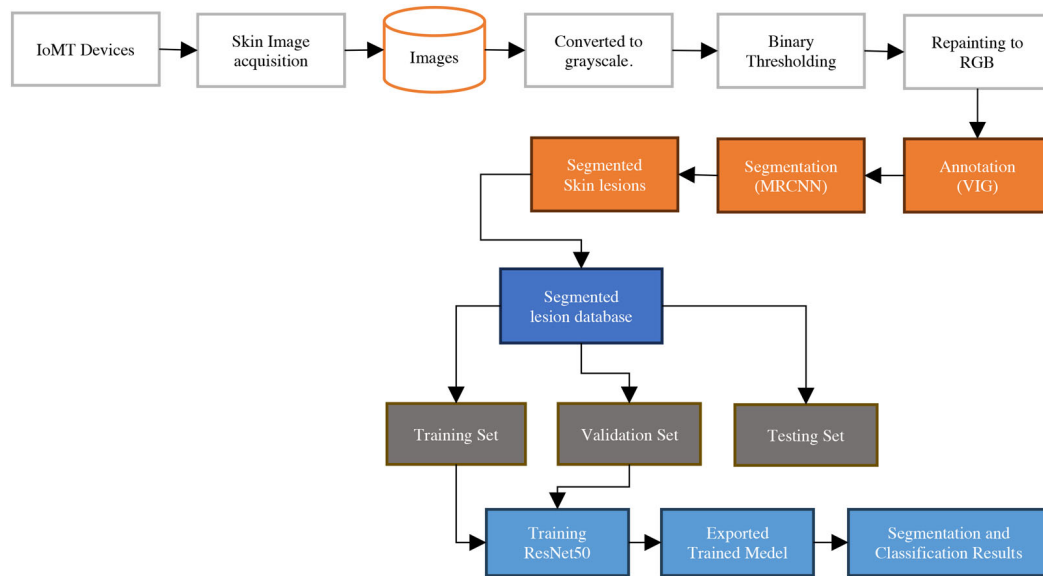 IoMT Devices
Skin Image
acquisition
Images
Converted to
grayscale.
Binary
Thresholding
Repainting to
RGB
Segmented
Skin lesions
Segmentation
(MRCNN)
Annotation
(VIG)
Segmented
lesion database
Training Set
Validation Set
Testing Set
Training
ResNet50
Exported
Trained Medel
Segmentation and
Classification Results